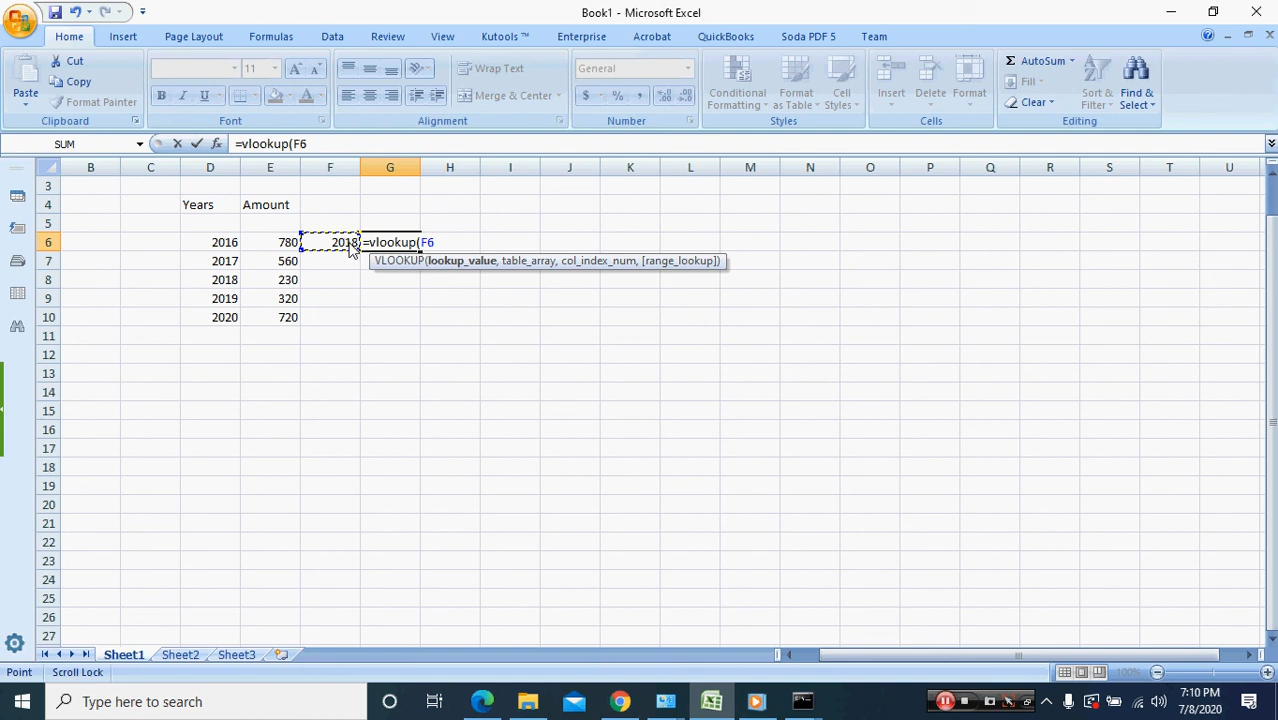 Book1 - Microsoft Excel
Home Insert Page Layout Formulas Data Review View Kutools ™ Enterprise Acrobat QuickBooks Soda PDF 5 Team
Paste
Cut
Copy
Format Painter
Clipboard
11
B I U A
Font
Wrap Text
Merge & Center
Alignment
General
$ % ,
Number
Conditional Formatting
Format as Table
Cell Styles
Styles
Insert
Delete
Format
Cells
Σ AutoSum
Fill
Clear
Sort & Filter
Find & Select
Editing
SUM fx =vlookup(F6
B C D E F G H I J K L M N O P Q R S T U
3
4 Years Amount
5
6 2016 780 2018 =vlookup(F6
VLOOKUP(lookup_value, table_array, col_index_num, [range_lookup])
7 2017 560
8 2018 230
9 2019 320
10 2020 720
11
12
13
14
15
16
17
18
19
20
21
22
23
24
25
26
27
Sheet1 Sheet2 Sheet3
Point Scroll Lock 100%
Type here to search
7:10 PM
7/8/2020